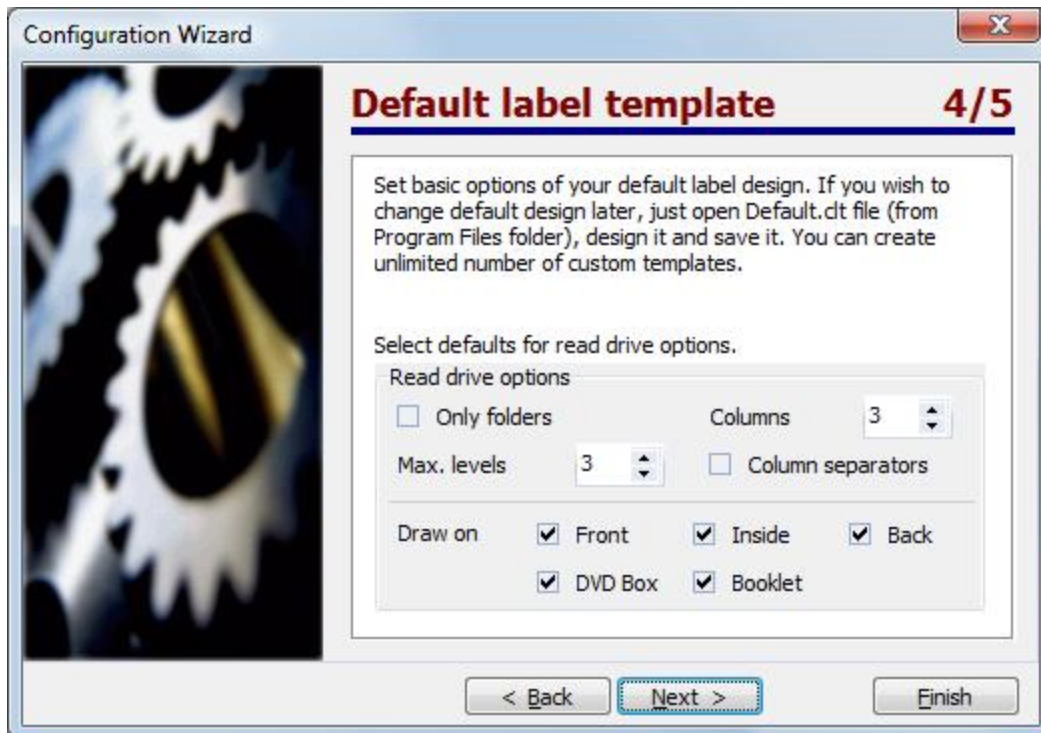 Configuration Wizard
Default label template 4/5
Set basic options of your default label design. If you wish to
change default design later, just open Default.clt file (from
Program Files folder), design it and save it. You can create
unlimited number of custom templates.
Select defaults for read drive options.
Read drive options
Only folders Columns 3
Max. levels 3 Column separators
Draw on Front Inside Back
DVD Box Booklet
< Back Next > Finish